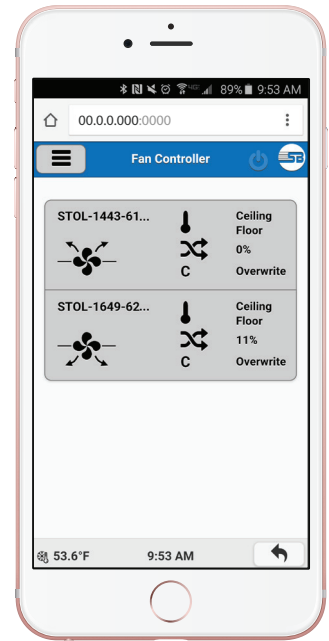 89% 9:53 AM
00.0.0.000:0000
Fan Controller
SB
STOL-1443-61...
Ceiling
Floor
0%
C Overwrite
STOL-1649-62...
Ceiling
Floor
11%
C Overwrite
53.6°F 9:53 AM